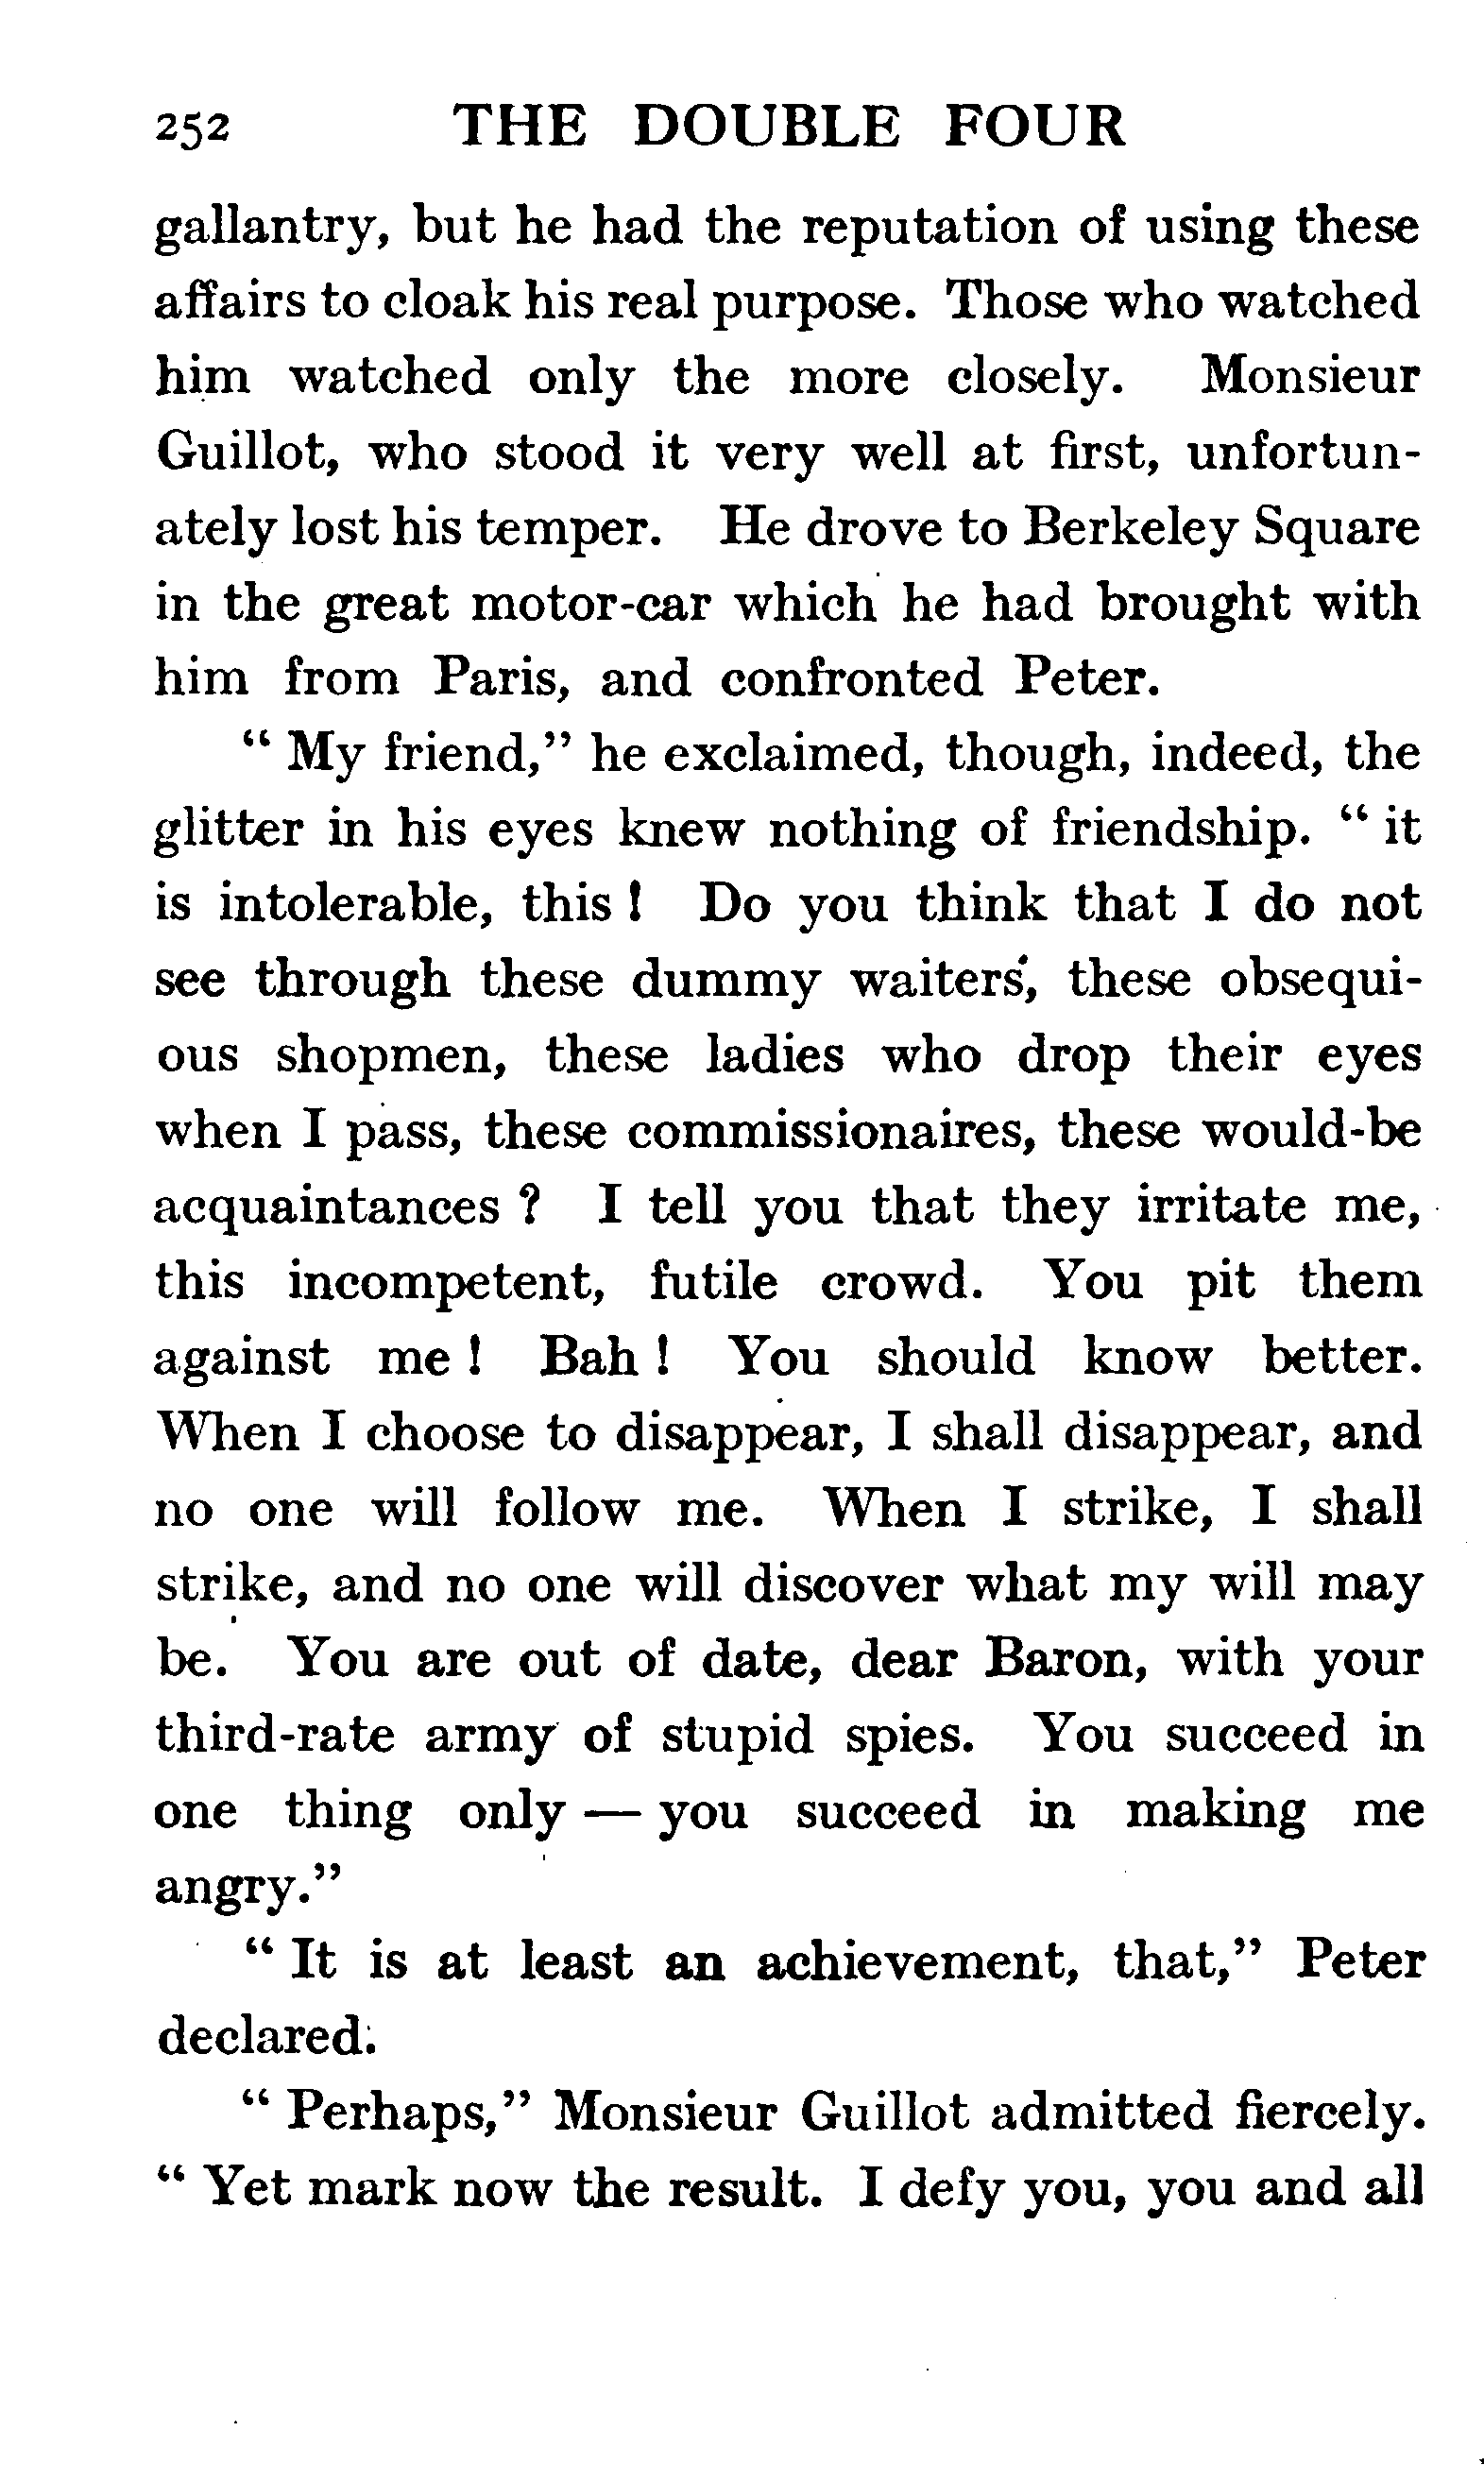 252 THE DOUBLE FOUR
gallantry, but he had the reputation of using these
affairs to cloak his real purpose. Those who watched
him watched only the more closely. Monsieur
Guillot, who stood it very well at first, unfortun-
ately lost his temper. He drove to Berkeley Square
in the great motor-car which he had brought with
him from Paris, and confronted Peter.
“ My friend,” he exclaimed, though, indeed, the
glitter in his eyes knew nothing of friendship. “ it
is intolerable, this ! Do you think that I do not
see through these dummy waiters, these obsequi-
ous shopmen, these ladies who drop their eyes
when I pass, these commissionaires, these would-be
acquaintances ? I tell you that they irritate me,
this incompetent, futile crowd. You pit them
against me ! Bah ! You should know better.
When I choose to disappear, I shall disappear, and
no one will follow me. When I strike, I shall
strike, and no one will discover what my will may
be. You are out of date, dear Baron, with your
third-rate army of stupid spies. You succeed in
one thing only — you succeed in making me
angry.”
“ It is at least an achievement, that,” Peter
declared.
“ Perhaps,” Monsieur Guillot admitted fiercely.
“ Yet mark now the result. I defy you, you and all